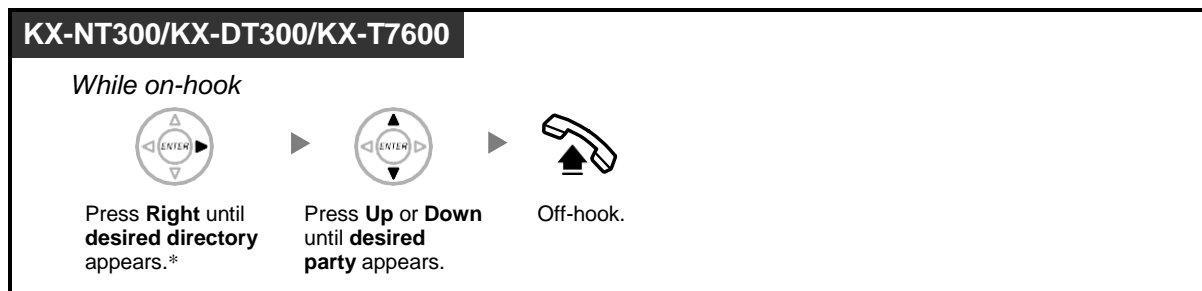 KX-NT300/KX-DT300/KX-T7600
While on-hook
ENTER
ENTER
Press Right until
desired directory
appears.*
Press Up or Down
until desired
party appears.
Off-hook.